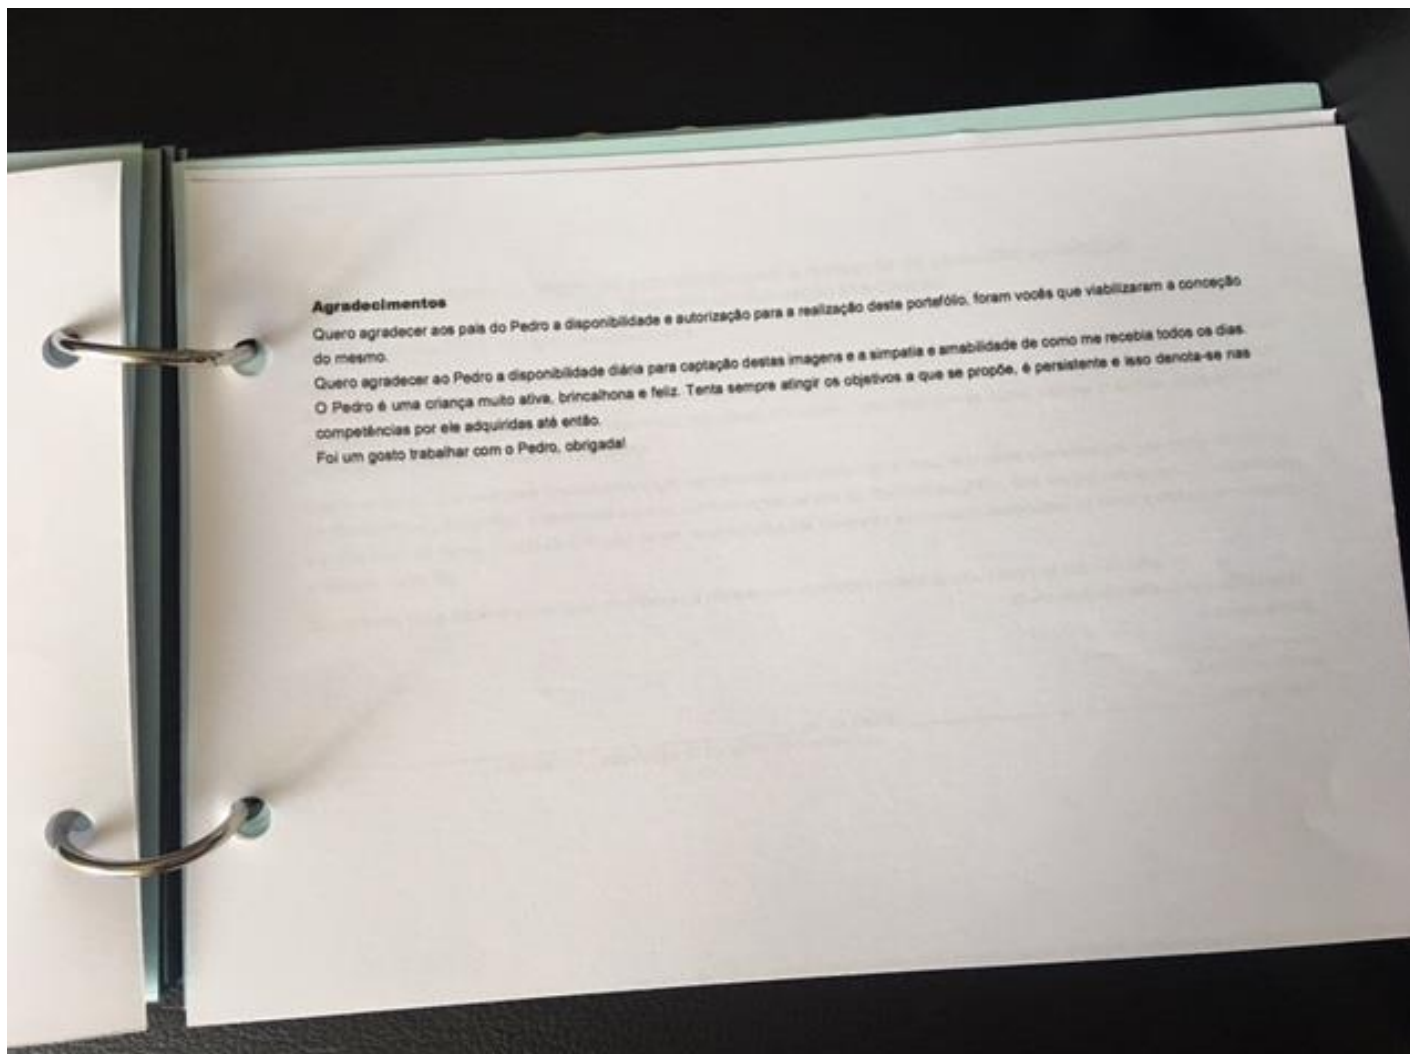 Agradecimentos
Quero agradecer aos pais do Pedro a disponibilidade e autorização para a realização deste portefólio, foram vocês que viabilizaram a conceção
do mesmo.
Quero agradecer ao Pedro a disponibilidade diária para captação destas imagens e a simpatia e amabilidade de como me recebia todos os dias.
O Pedro é uma criança muito ativa, brincalhona e feliz. Tenta sempre atingir os objetivos a que se propõe, é persistente e isso denota-se nas
competências por ele adquiridas até então.
Foi um gosto trabalhar com o Pedro, obrigada!